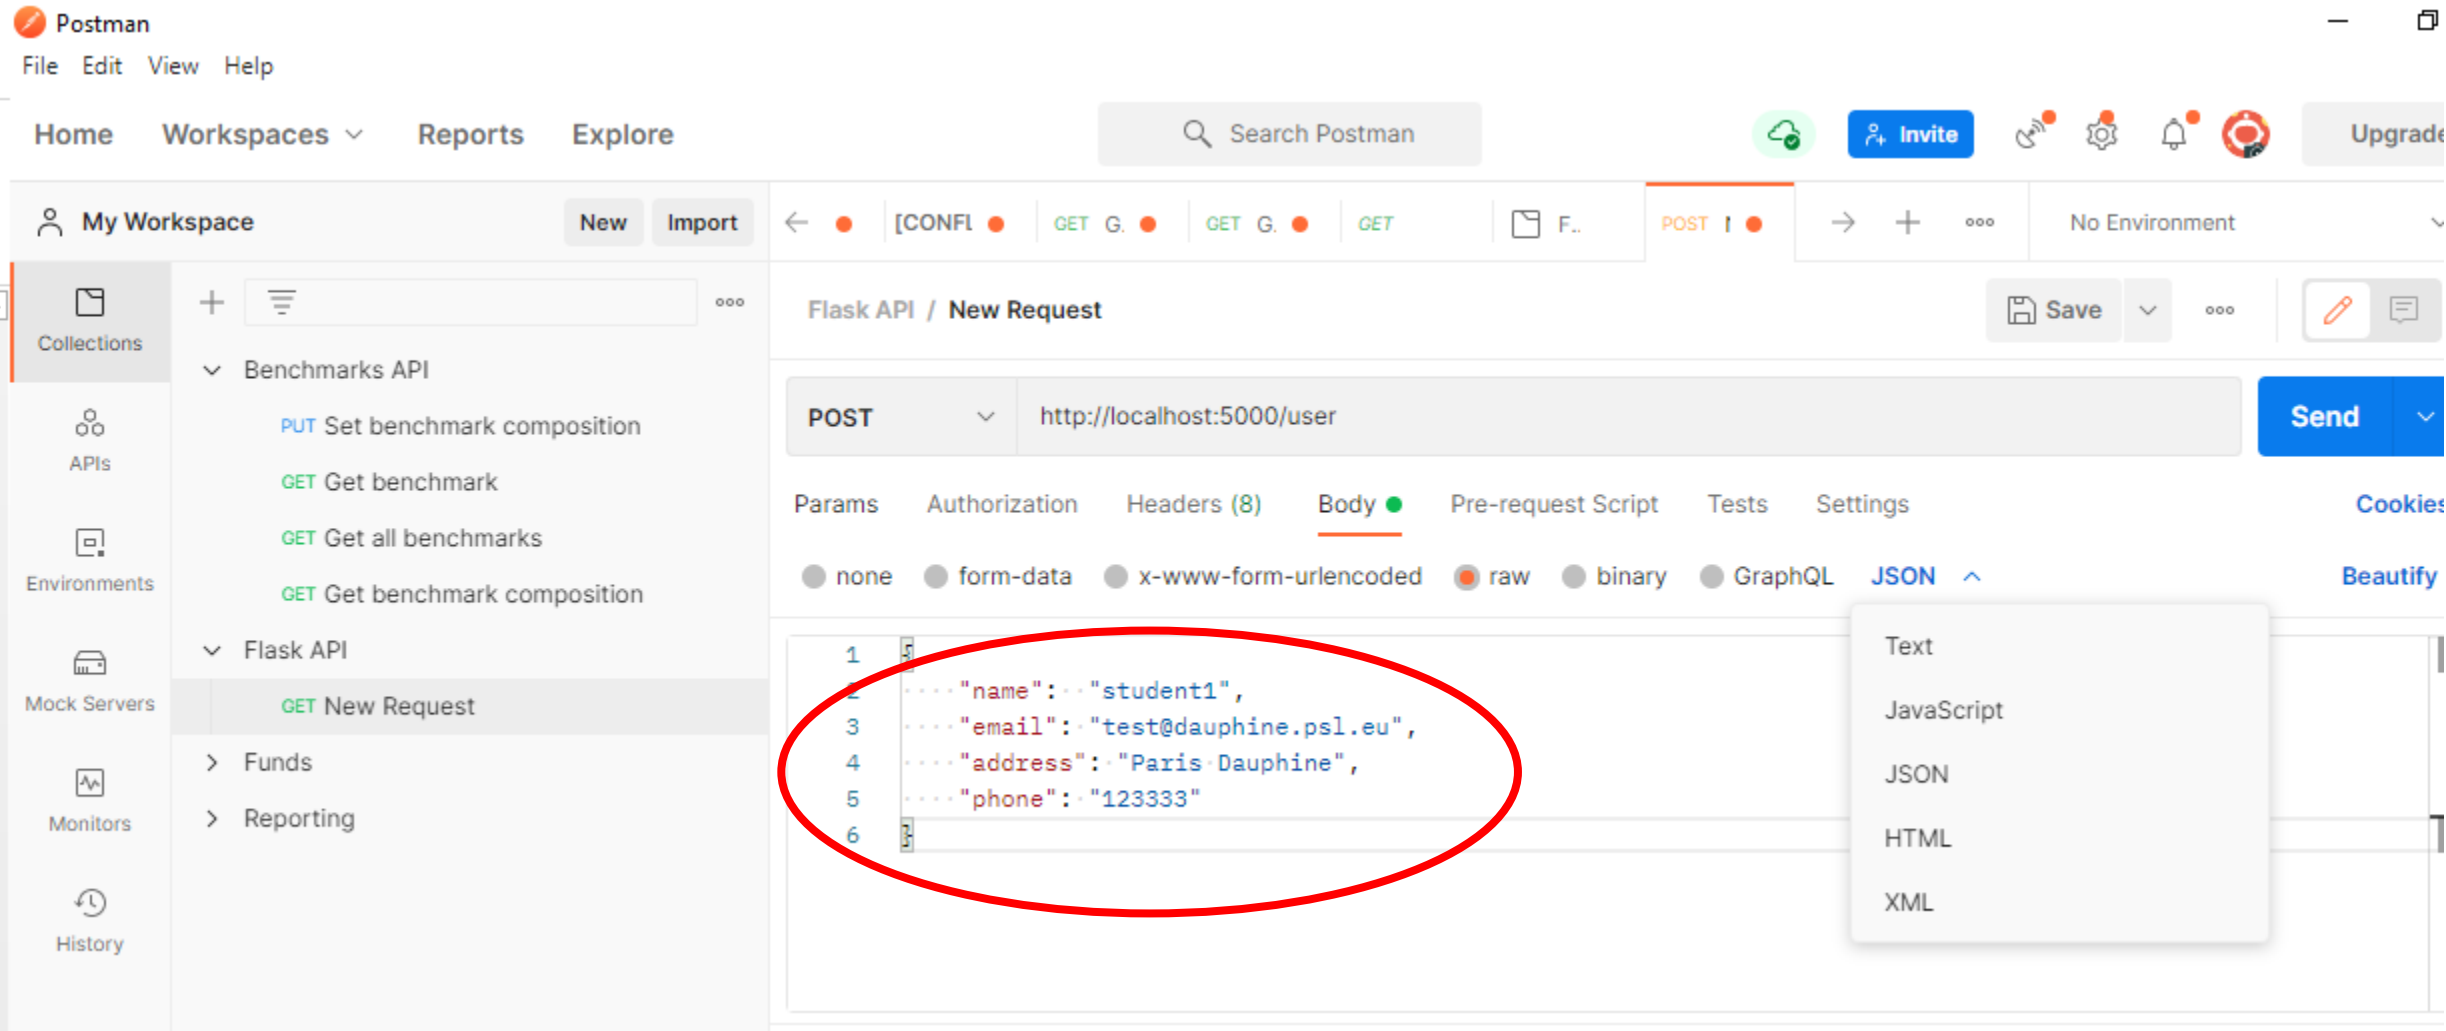 Postman
File Edit View Help
Home Workspaces Reports Explore
Search Postman
Invite
Upgrade
My Workspace
New
Import
[CONFL
GET G.
GET G.
GET
F..
POST
No Environment
Collections
APIs
Environments
Mock Servers
Monitors
History
Benchmarks API
PUT Set benchmark composition
GET Get benchmark
GET Get all benchmarks
GET Get benchmark composition
Flask API
GET New Request
Funds
Reporting
Flask API / New Request
Save
POST
http://localhost:5000/user
Send
Params Authorization Headers (8) Body Pre-request Script Tests Settings
Cookies
none form-data x-www-form-urlencoded raw binary GraphQL JSON
Beautify
1 {
2 "name": "student1",
3 "email": "test@dauphine.psl.eu",
4 "address": "Paris Dauphine",
5 "phone": "123333"
6 }
Text
JavaScript
JSON
HTML
XML